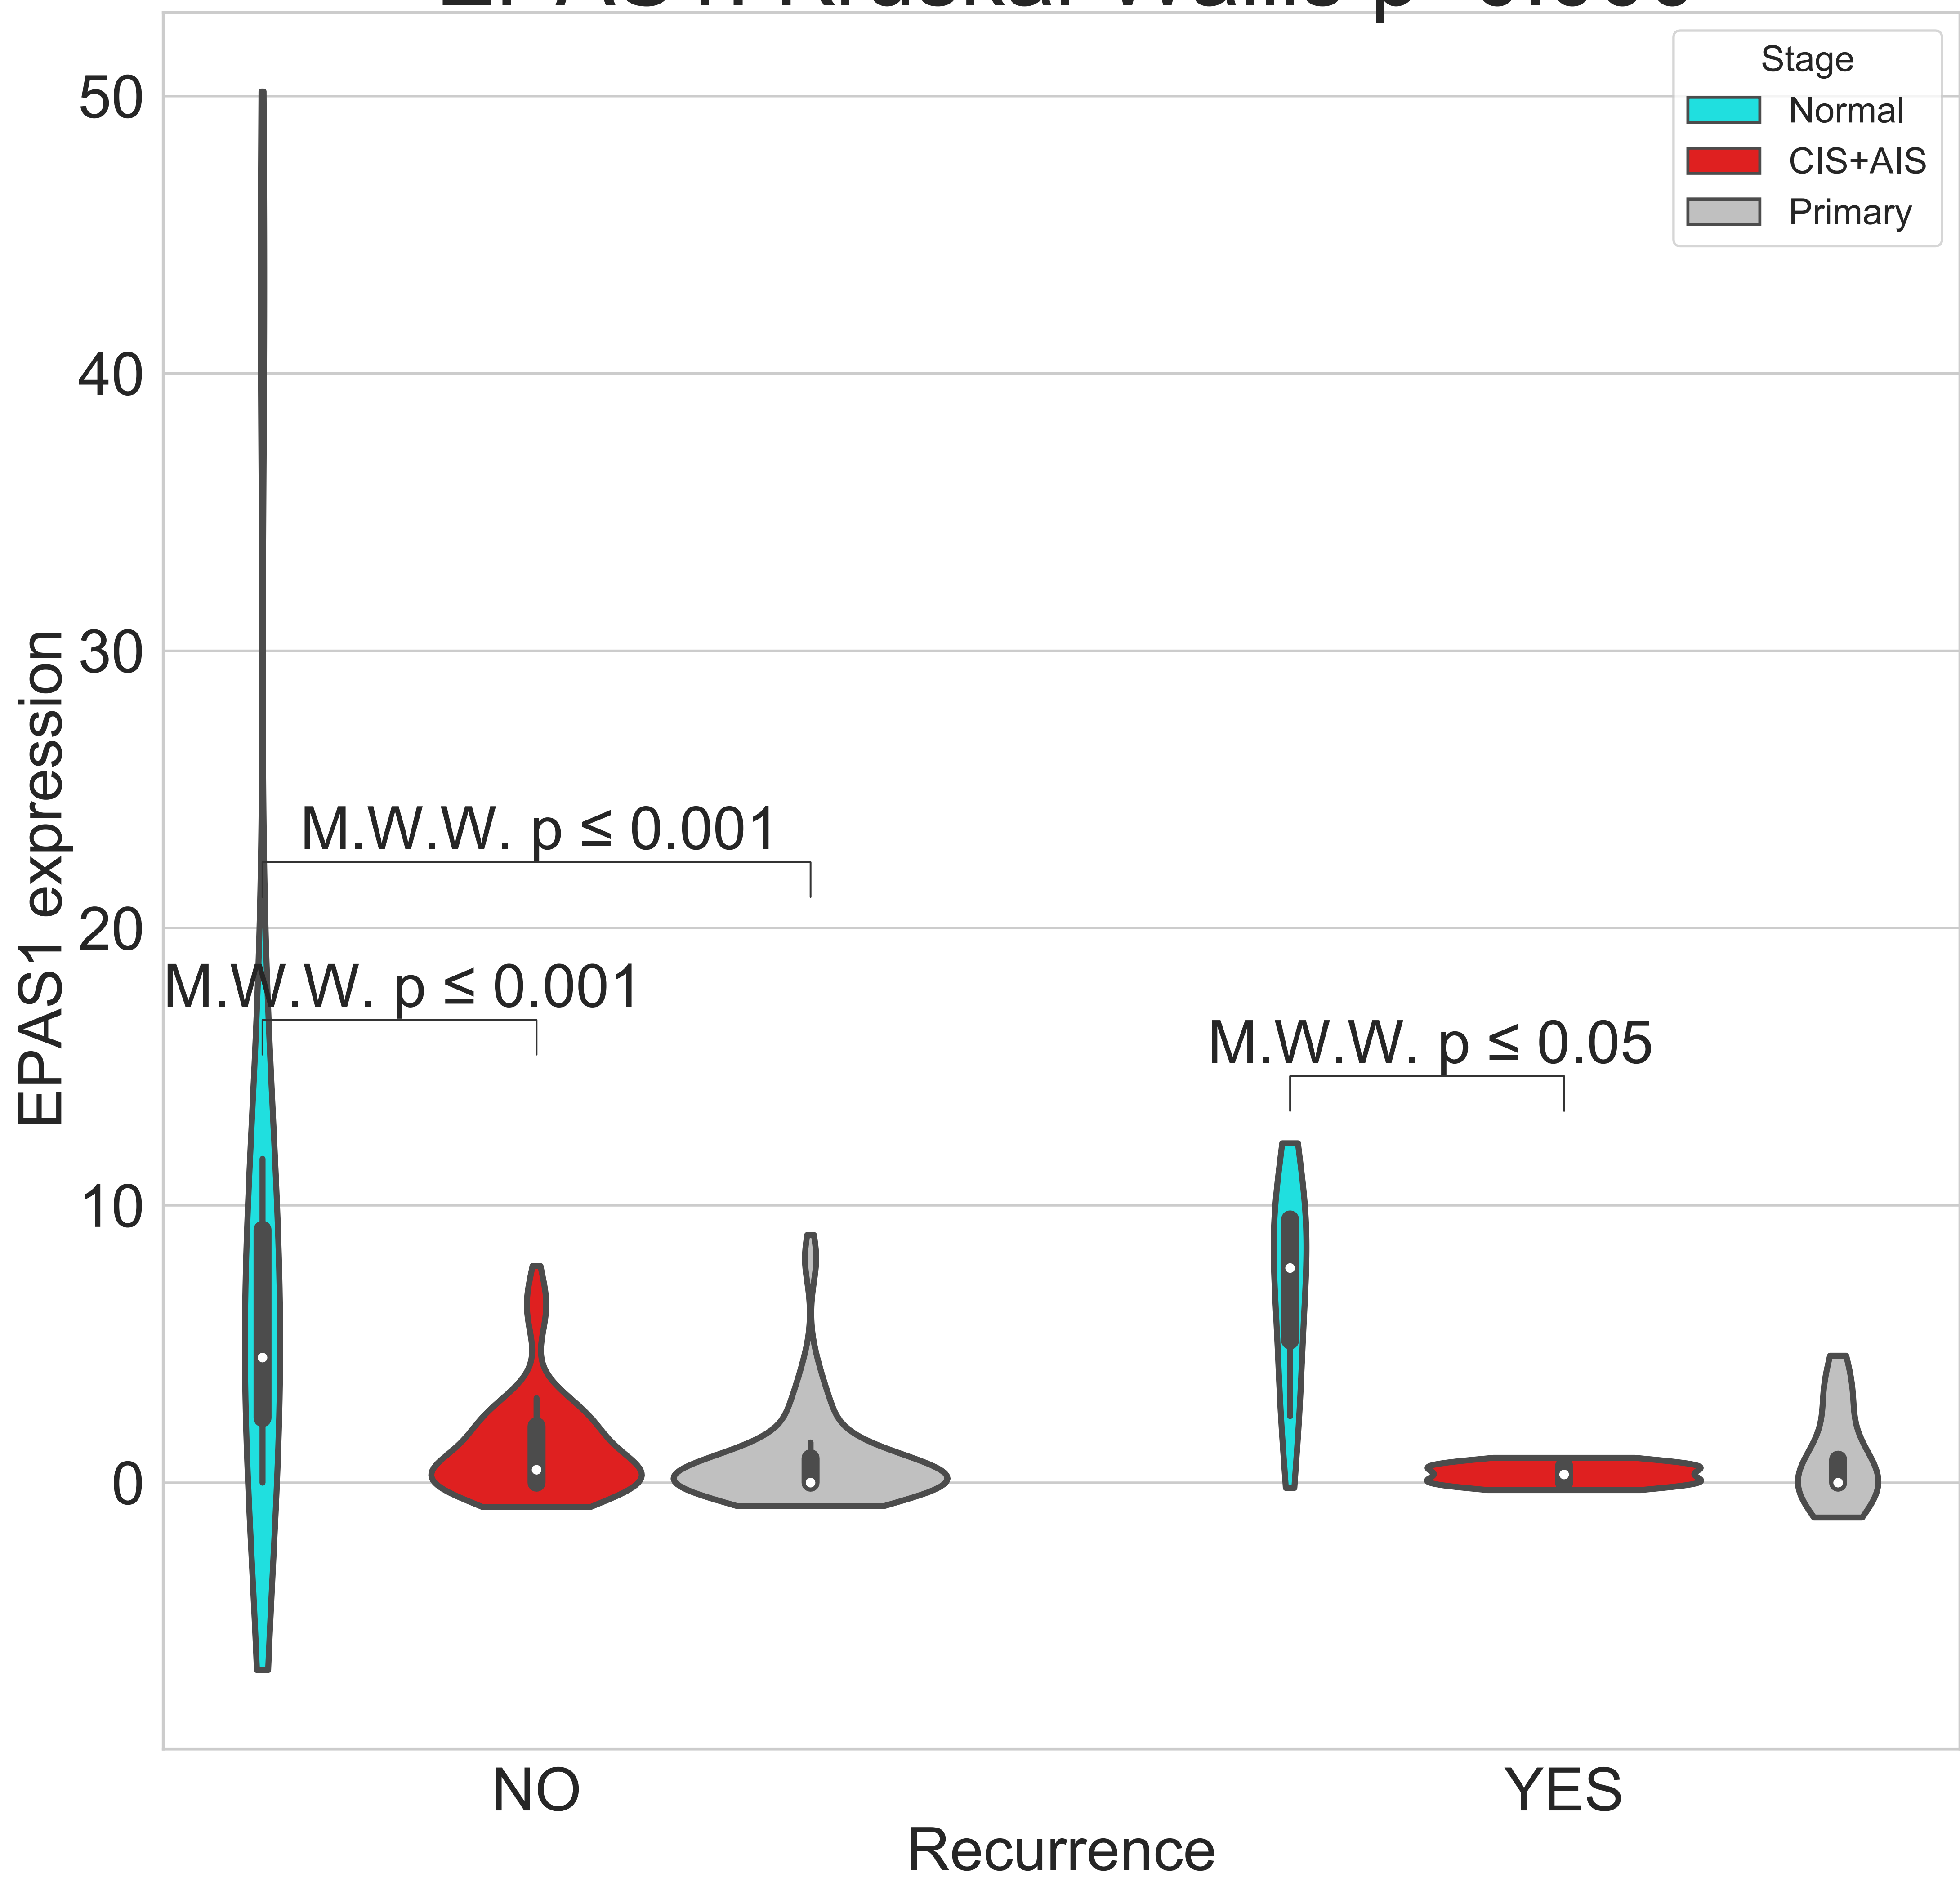 Stage
Normal
CIS+AIS
Primary
50
40
30
20
10
0
EPAS1 expression
M.W.W. p ≤ 0.001
M.W.W. p ≤ 0.001
M.W.W. p ≤ 0.05
NO
YES
Recurrence